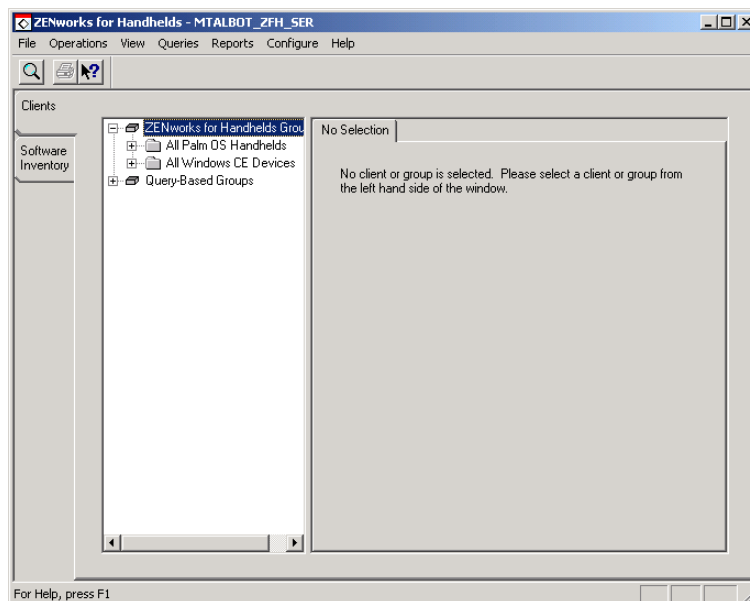 ZENworks for Handhelds - MTALBOT_ZFH_SER
File Operations View Queries Reports Configure Help
Clients
Software
Inventory
ZENworks for Handhelds Grou
All Palm OS Handhelds
All Windows CE Devices
Query-Based Groups
No Selection
No client or group is selected. Please select a client or group from
the left hand side of the window.
For Help, press F1